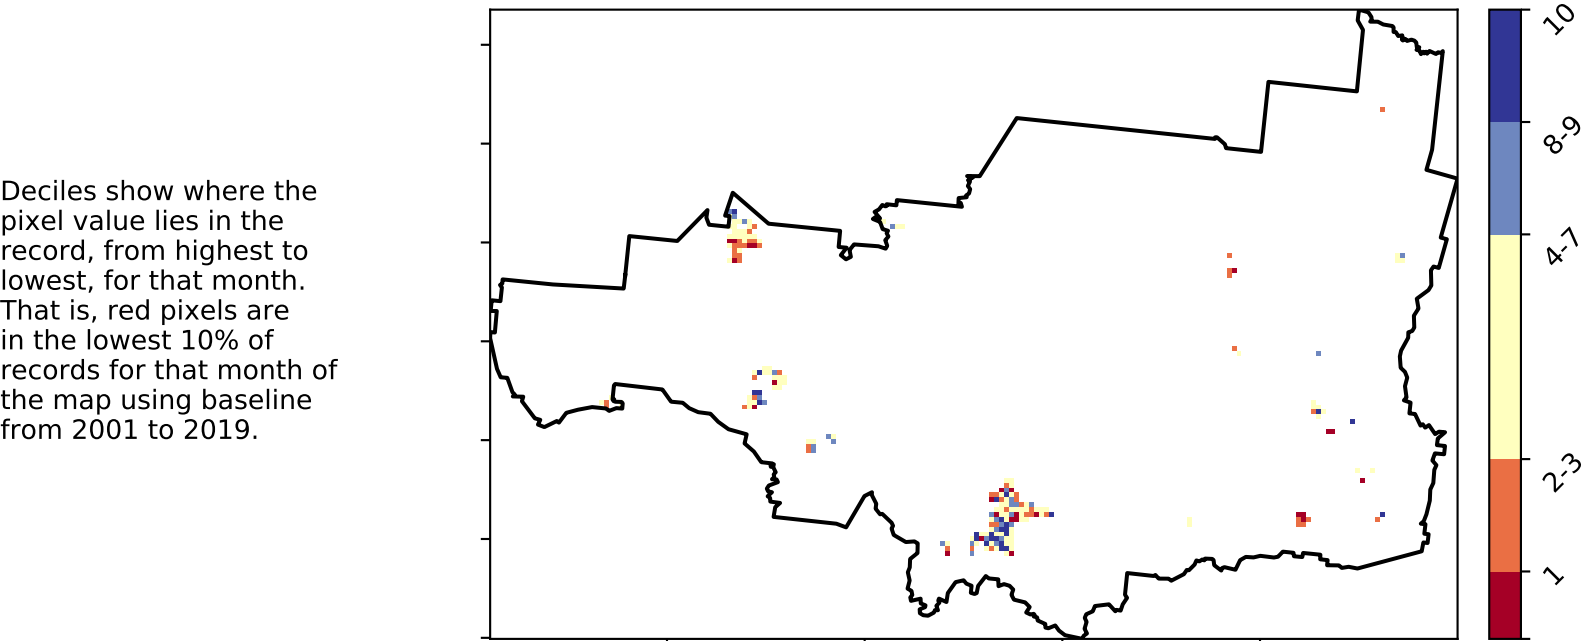 Deciles show where the
pixel value lies in the
record, from highest to
lowest, for that month.
That is, red pixels are
in the lowest 10% of
records for that month of
the map using baseline
from 2001 to 2019.
10
8-9
4-7
2-3
1